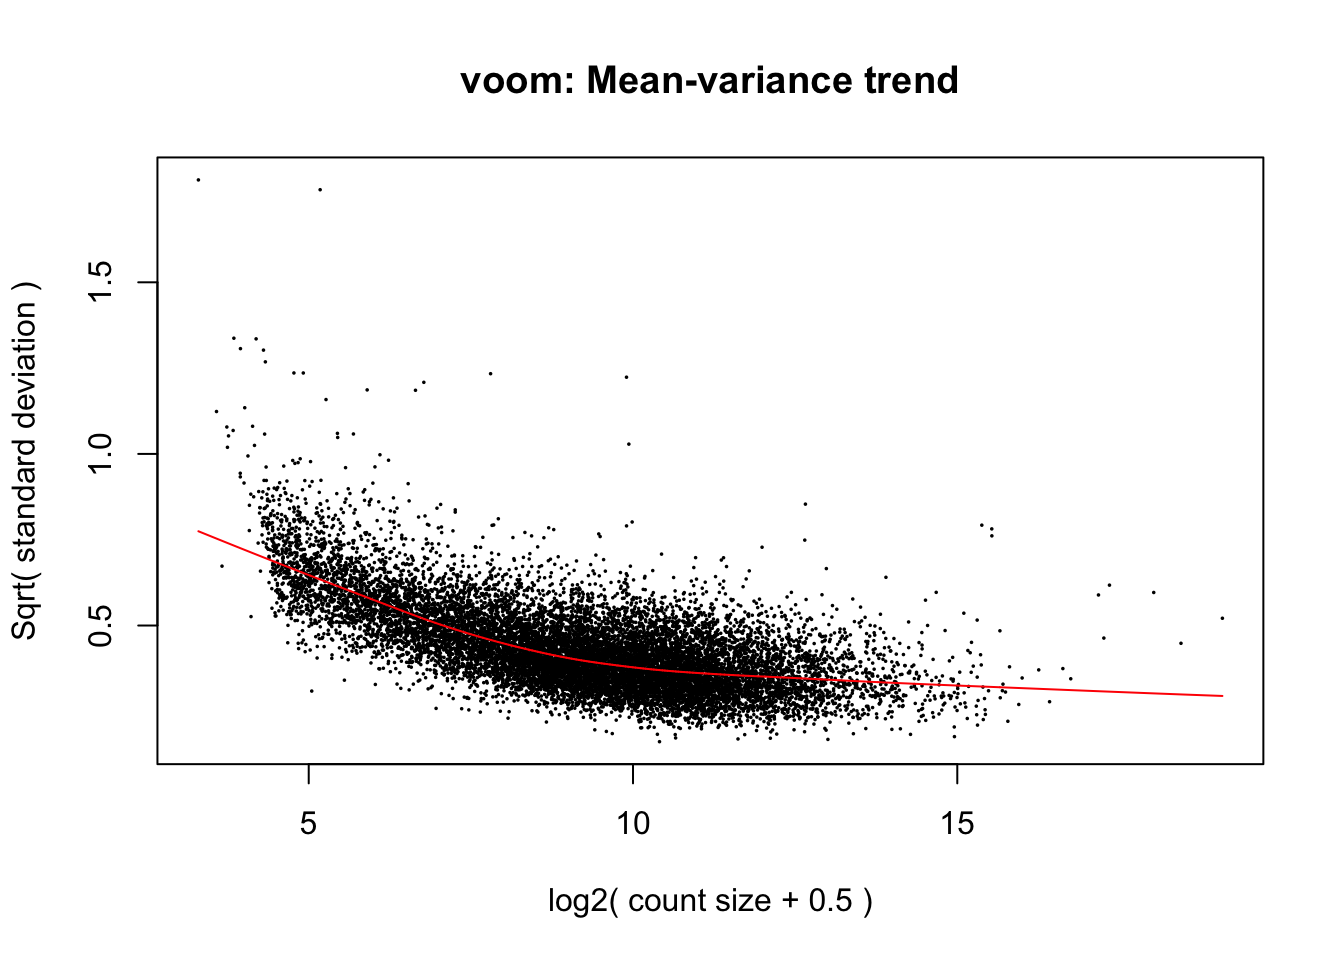 voom: Mean-variance trend
Sqrt( standard deviation )
1.5
1.0
0.5
5 10 15
log2( count size + 0.5 )